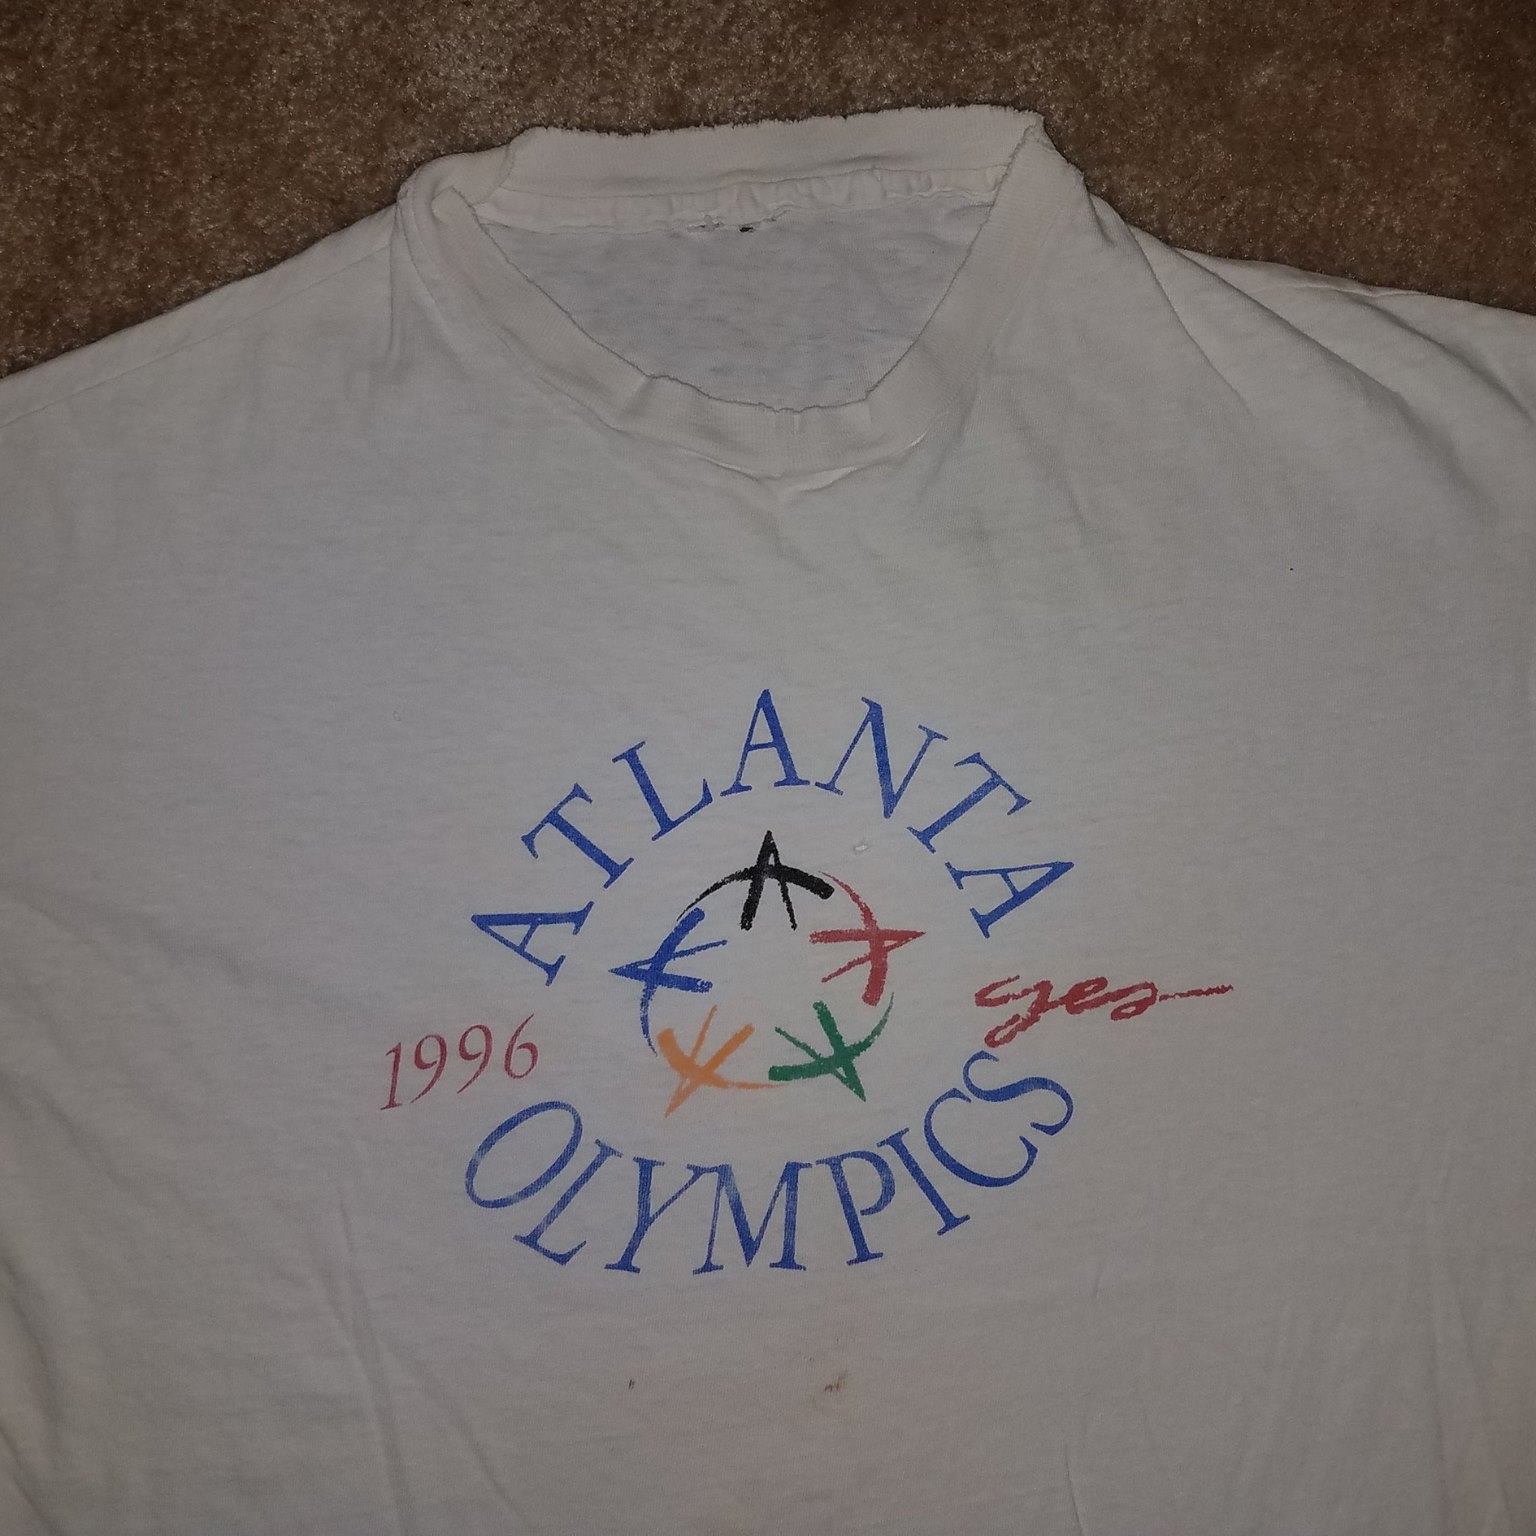 ATLANTA
1996
yes
OLYMPICS